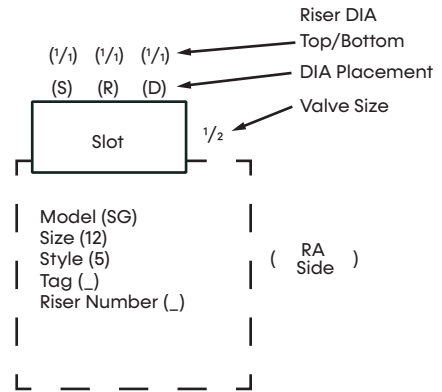 Riser DIA
Top/Bottom
(¹/₁) (¹/₁) (¹/₁)
DIA Placement
(S) (R) (D)
Valve Size
¹/₂
Slot
Model (SG)
Size (12)
Style (5)
Tag (_)
Riser Number (_)
( RA )
Side